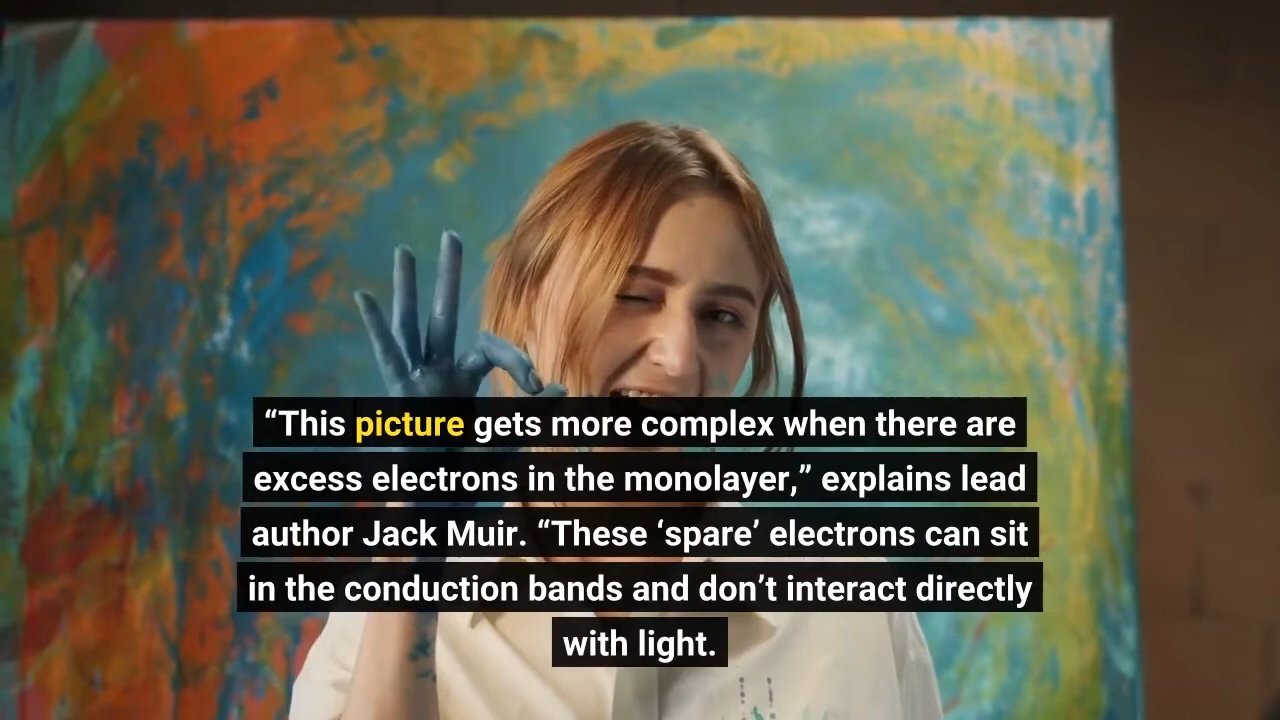 “This picture gets more complex when there are
excess electrons in the monolayer,” explains lead
author Jack Muir. “These ‘spare’ electrons can sit
in the conduction bands and don’t interact directly
with light.